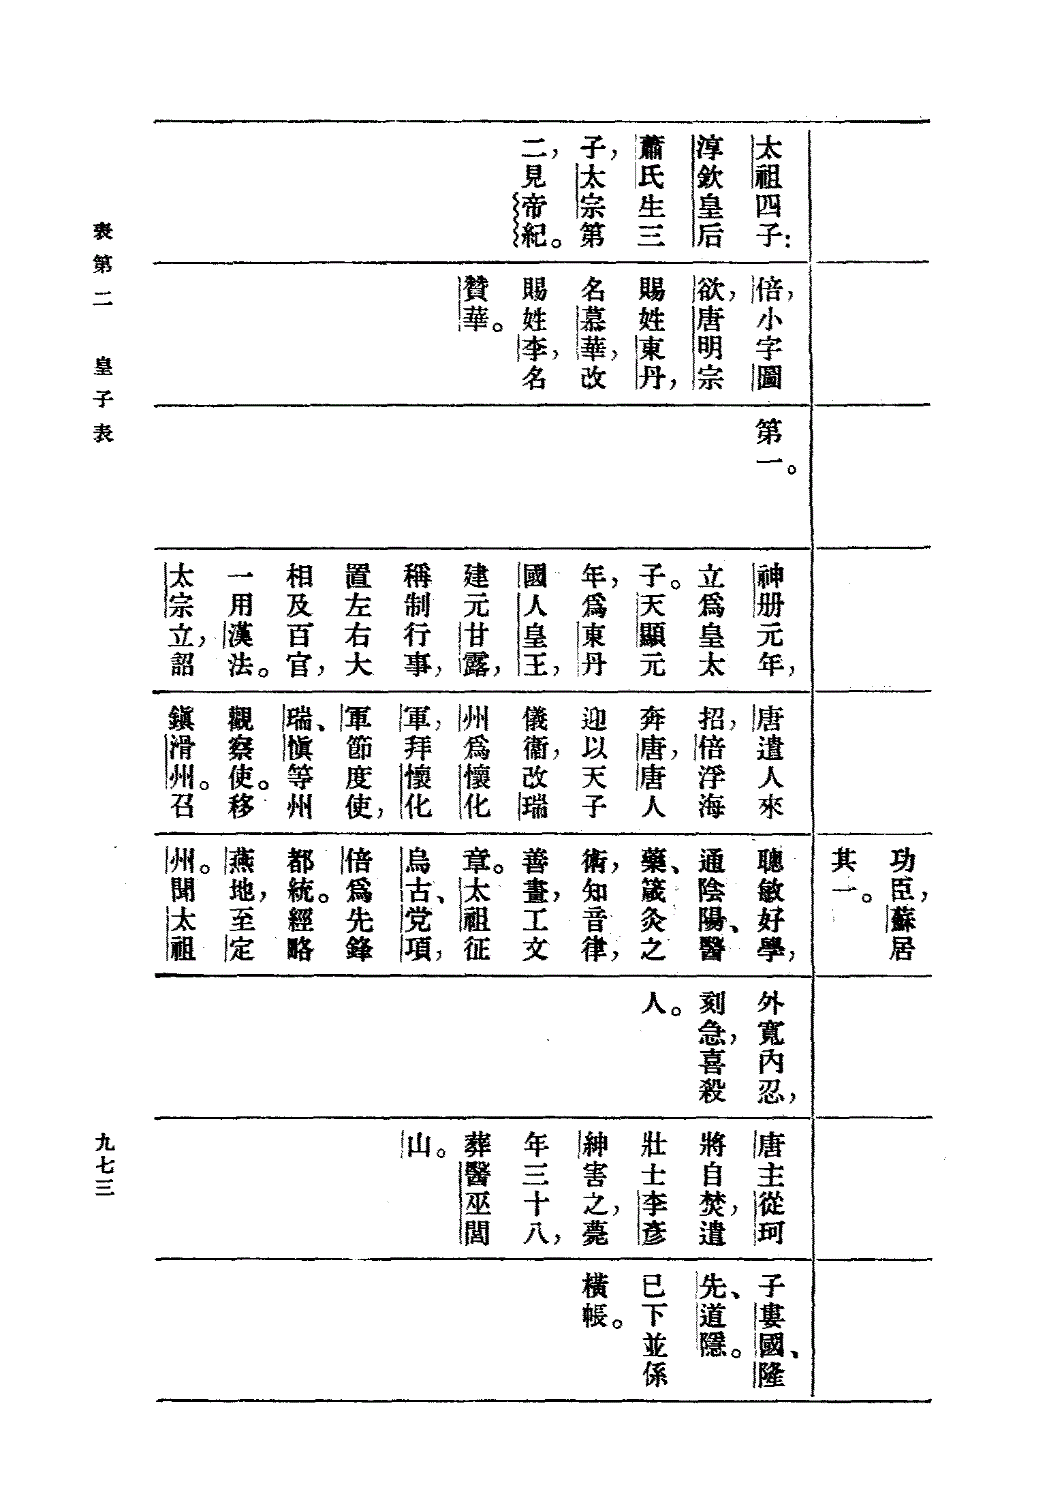 功臣，蘇居
其一。
太祖四子：
淳欽皇后
蕭氏生三
子，太宗第
二，見帝紀。
倍，小字圖
欲，唐明宗
賜姓東丹，
名慕華，改
賜姓李，名
贊華。
第一。
神册元年，
立爲皇太
子。天顯元
年，爲東丹
國人皇王，
建元甘露，
稱制行事，
置左右大
相及百官，
一用漢法。
太宗立，詔
唐遣人來
招，倍浮海
奔唐，唐人
迎以天子
儀衞，改瑞
州爲懷化
軍，拜懷化
軍節度使，
瑞、愼等州
觀察使。移
鎭滑州。召
聰敏好學，
通陰陽、醫
藥、箴灸之
術，知音律，
善畫，工文
章。太祖征
烏古、党項，
倍爲先鋒
都統。經略
燕地，至定
州。聞太祖
外寬內忍，
刻急，喜殺
人。
唐主從珂
將自焚，遣
壯士李彥
紳害之，薨
年三十八，
葬醫巫閭
山。
子婁國、隆
先、道隱。
已下並係
橫帳。
表第二　皇子表
九七三